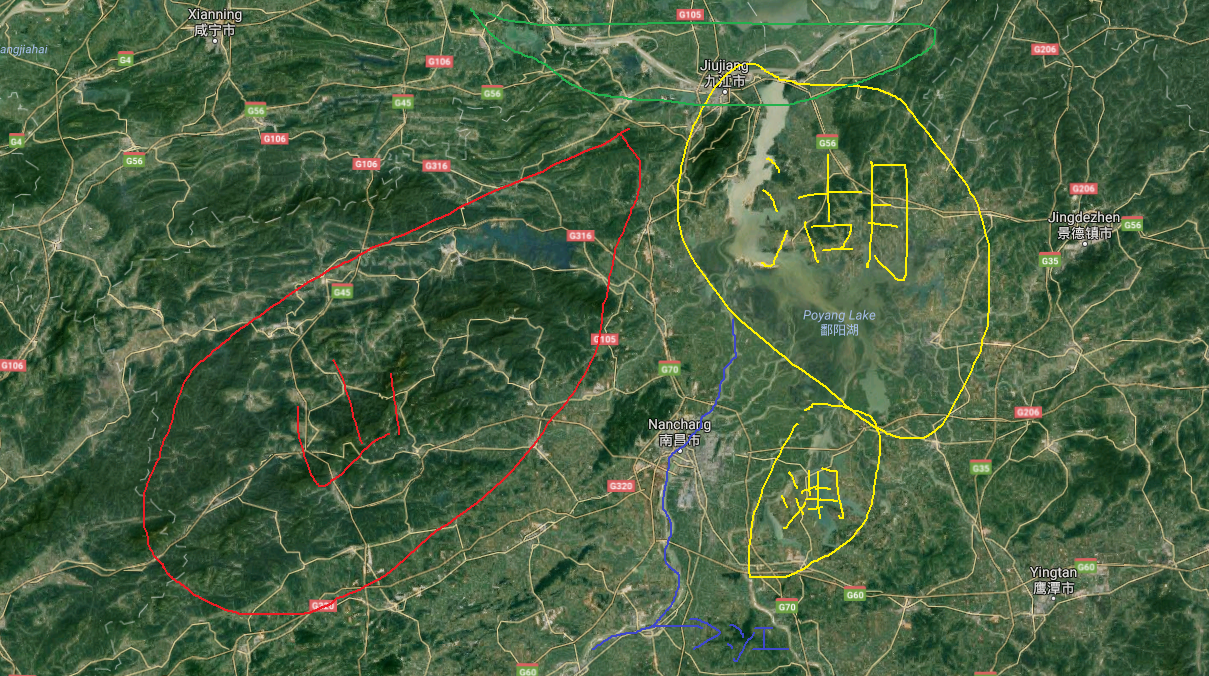 Xianning
咸宁市
G105
angjiahai
G4
G106
G206
Jiujiang
九江市
G56
G45
G56
G106
G4
G56
G106
G316
G56
湖
G206
Jingdezhen
景德镇市
G56
G316
G35
G45
Poyang Lake
鄱阳湖
G105
G106
G70
山
G206
Nanchang
南昌市
G35
G320
G60
Yingtan
鹰潭市
G60
G320
G70
江
G60